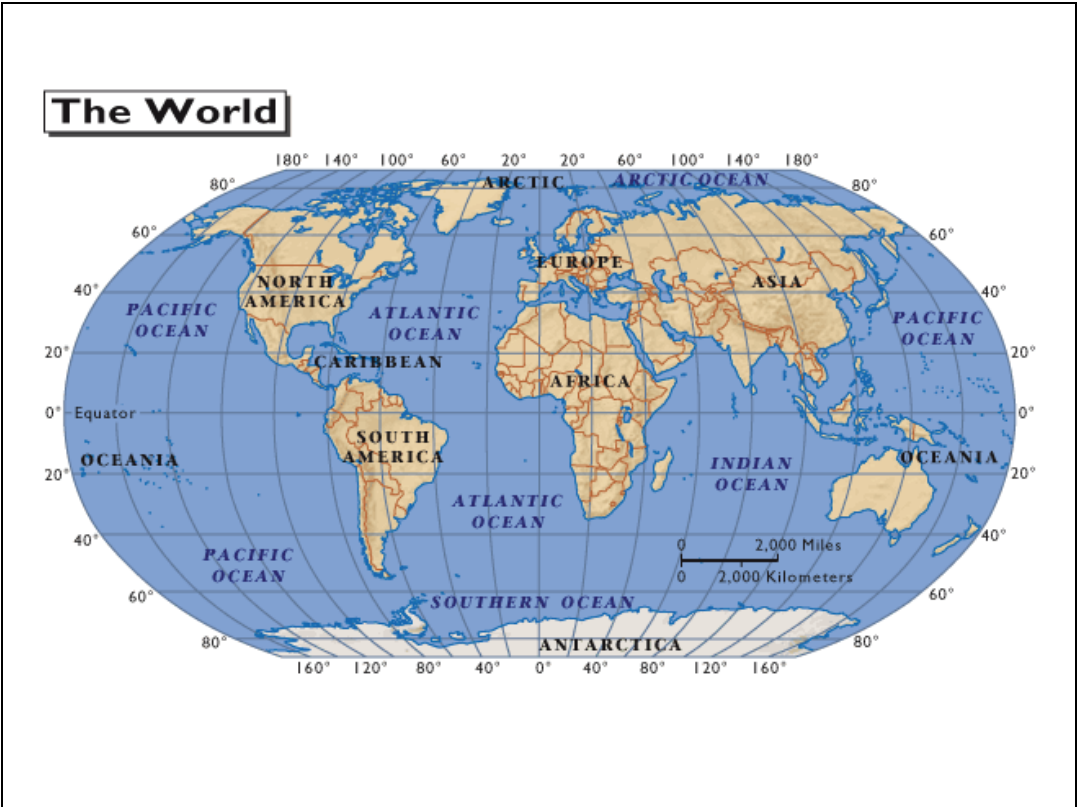 The World
180° 140° 100° 60° 20° 20° 60° 100° 140° 180°
80° ARCTIC ARCTIC OCEAN 80°
60° 60°
EUROPE
NORTH ASIA
40° AMERICA 40°
PACIFIC ATLANTIC PACIFIC
OCEAN OCEAN OCEAN
20° CARIBBEAN 20°
AFRICA
0° Equator 0°
SOUTH
OCEANIA AMERICA OCEANIA
20° INDIAN 20°
OCEAN
ATLANTIC
OCEAN
40° 0 2,000 Miles 40°
PACIFIC
OCEAN 0 2,000 Kilometers
60° SOUTHERN OCEAN 60°
80° ANTARCTICA 80°
160° 120° 80° 40° 0° 40° 80° 120° 160°